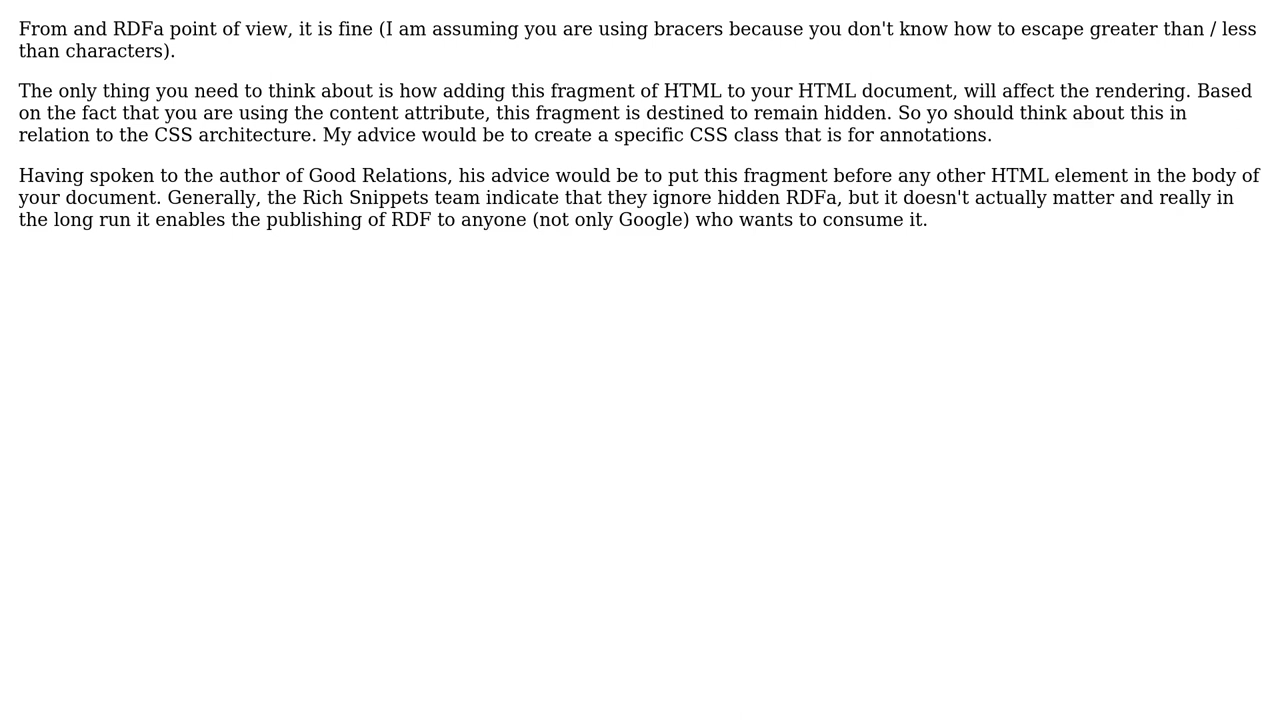 From and RDFa point of view, it is fine (I am assuming you are using bracers because you don't know how to escape greater than / less
than characters).
The only thing you need to think about is how adding this fragment of HTML to your HTML document, will affect the rendering. Based
on the fact that you are using the content attribute, this fragment is destined to remain hidden. So yo should think about this in
relation to the CSS architecture. My advice would be to create a specific CSS class that is for annotations.
Having spoken to the author of Good Relations, his advice would be to put this fragment before any other HTML element in the body of
your document. Generally, the Rich Snippets team indicate that they ignore hidden RDFa, but it doesn't actually matter and really in
the long run it enables the publishing of RDF to anyone (not only Google) who wants to consume it.